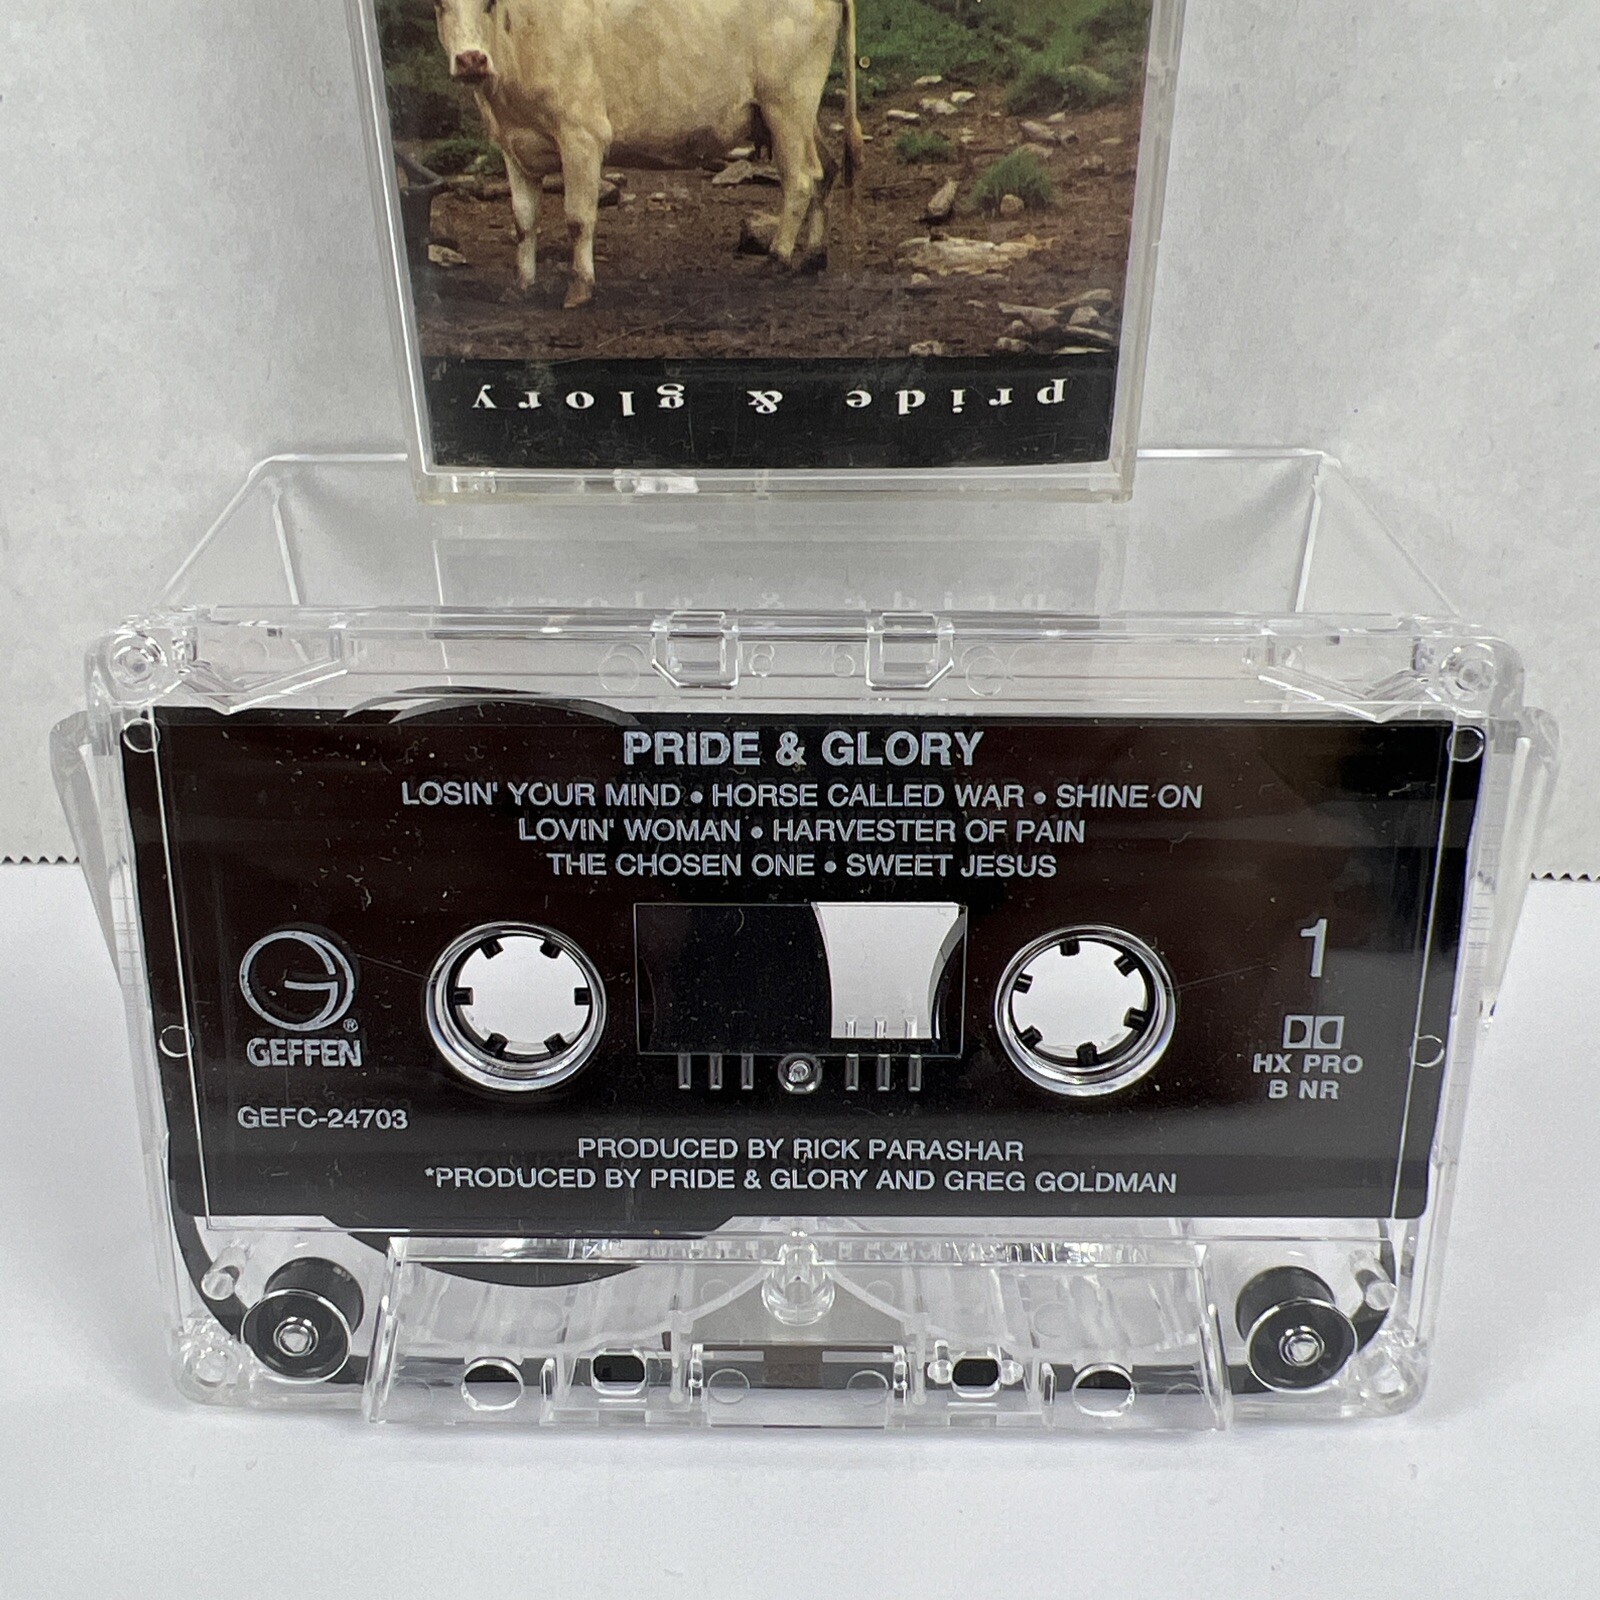 pride & glory
PRIDE & GLORY
LOSIN' YOUR MIND • HORSE CALLED WAR • SHINE ON
LOVIN' WOMAN • HARVESTER OF PAIN
THE CHOSEN ONE • SWEET JESUS
G®
GEFFEN
GEFC-24703
1
HX PRO
B NR
PRODUCED BY RICK PARASHAR
*PRODUCED BY PRIDE & GLORY AND GREG GOLDMAN